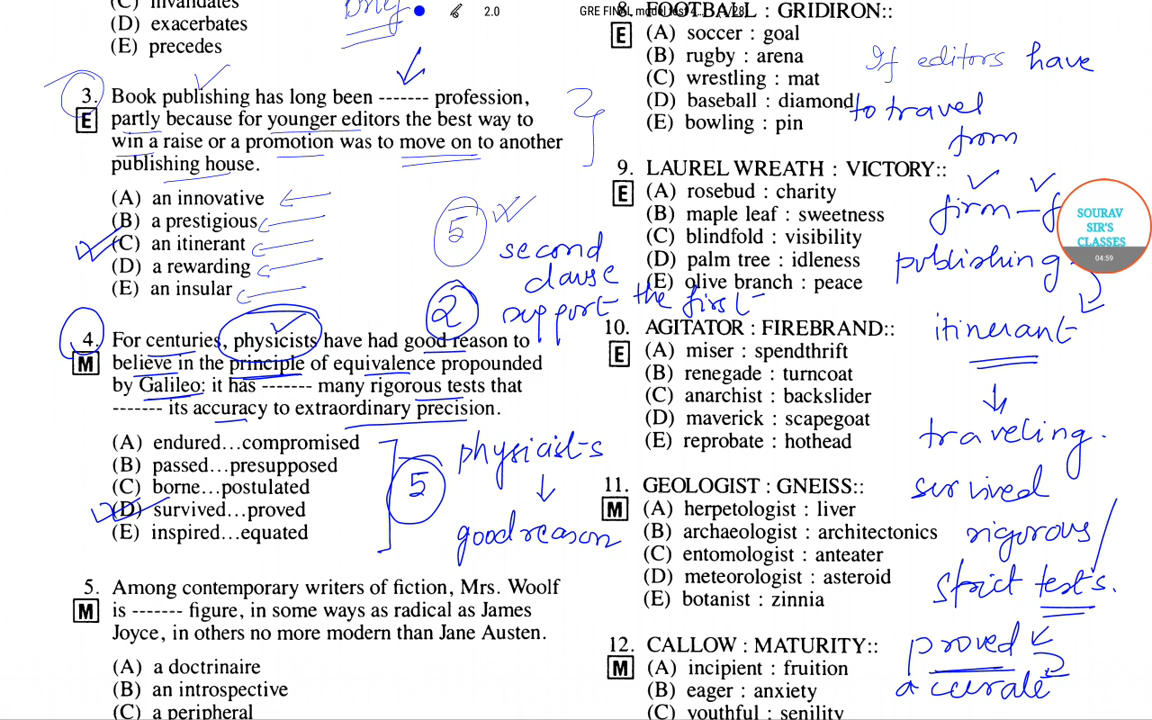 (C) invalidates
(D) exacerbates
(E) precedes
3. Book publishing has long been ------- profession,
E partly because for younger editors the best way to
win a raise or a promotion was to move on to another
publishing house.
(A) an innovative
(B) a prestigious
(C) an itinerant
(D) a rewarding
(E) an insular
5
second
clause
support the first
2
4. For centuries, physicists have had good reason to
M believe in the principle of equivalence propounded
by Galileo: it has ------- many rigorous tests that
------- its accuracy to extraordinary precision.
(A) endured…compromised
(B) passed…presupposed
(C) borne…postulated
(D) survived…proved
(E) inspired…equated
5
physicists
good reason
5. Among contemporary writers of fiction, Mrs. Woolf
M is ------- figure, in some ways as radical as James
Joyce, in others no more modern than Jane Austen.
(A) a doctrinaire
(B) an introspective
(C) a peripheral
2.0
8. FOOTBALL : GRIDIRON::
E (A) soccer : goal
(B) rugby : arena
(C) wrestling : mat
(D) baseball : diamond
(E) bowling : pin
9. LAUREL WREATH : VICTORY::
E (A) rosebud : charity
(B) maple leaf : sweetness
(C) blindfold : visibility
(D) palm tree : idleness
(E) olive branch : peace
10. AGITATOR : FIREBRAND::
E (A) miser : spendthrift
(B) renegade : turncoat
(C) anarchist : backslider
(D) maverick : scapegoat
(E) reprobate : hothead
11. GEOLOGIST : GNEISS::
M (A) herpetologist : liver
(B) archaeologist : architectonics
(C) entomologist : anteater
(D) meteorologist : asteroid
(E) botanist : zinnia
12. CALLOW : MATURITY::
M (A) incipient : fruition
(B) eager : anxiety
(C) youthful : senility
If editors have
to travel
from
firm – f
publishing
itinerant
traveling.
survived
rigorous /
strict tests.
proved
accurate
SOURAV
SIR'S
CLASSES
04:59